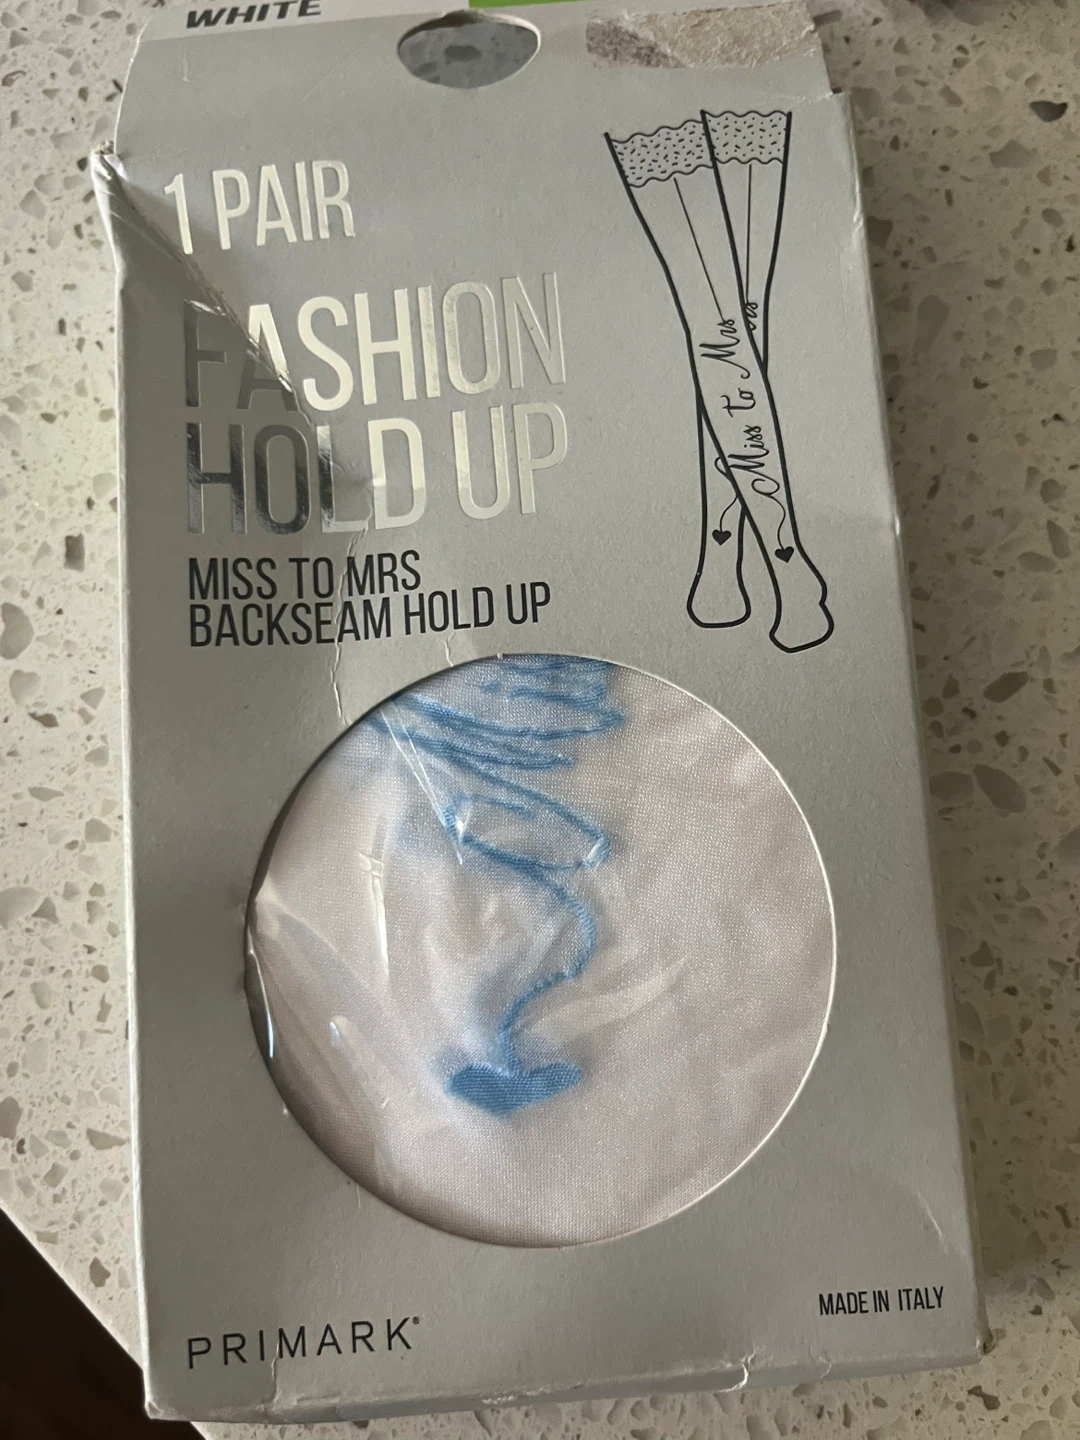 WHITE
1 PAIR
FASHION
HOLD UP
MISS TO MRS
BACKSEAM HOLD UP
Miss to Mrs
rs
PRIMARK®
MADE IN ITALY